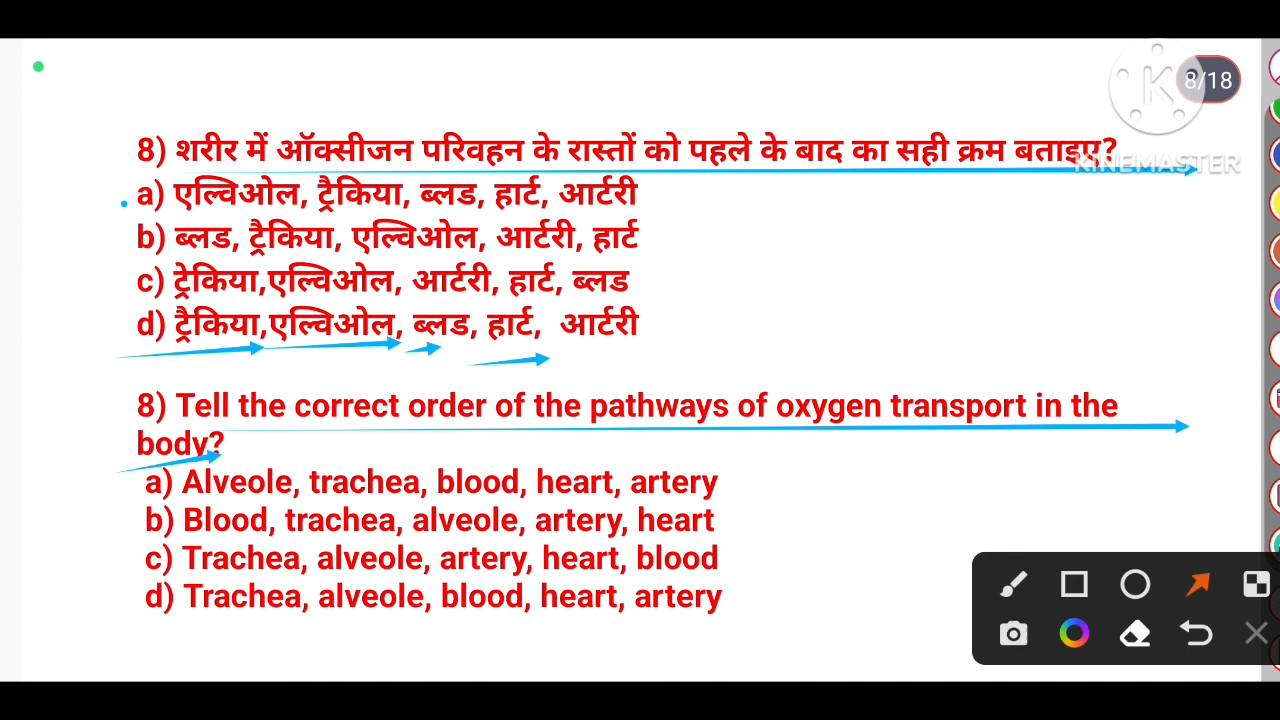 8/18
KINEMASTER
8) शरीर में ऑक्सीजन परिवहन के रास्तों को पहले के बाद का सही क्रम बताइए?
a) एल्विओल, ट्रैकिया, ब्लड, हार्ट, आर्टरी
b) ब्लड, ट्रैकिया, एल्विओल, आर्टरी, हार्ट
c) ट्रेकिया,एल्विओल, आर्टरी, हार्ट, ब्लड
d) ट्रैकिया,एल्विओल, ब्लड, हार्ट, आर्टरी
8) Tell the correct order of the pathways of oxygen transport in the
body?
a) Alveole, trachea, blood, heart, artery
b) Blood, trachea, alveole, artery, heart
c) Trachea, alveole, artery, heart, blood
d) Trachea, alveole, blood, heart, artery